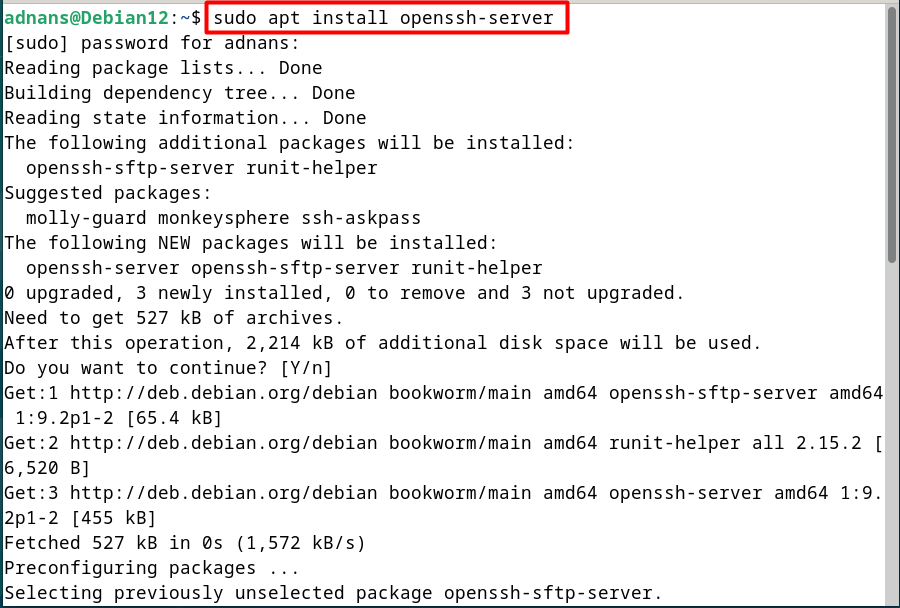 adnans@Debian12:~$ sudo apt install openssh-server
[sudo] password for adnans:
Reading package lists... Done
Building dependency tree... Done
Reading state information... Done
The following additional packages will be installed:
  openssh-sftp-server runit-helper
Suggested packages:
  molly-guard monkeysphere ssh-askpass
The following NEW packages will be installed:
  openssh-server openssh-sftp-server runit-helper
0 upgraded, 3 newly installed, 0 to remove and 3 not upgraded.
Need to get 527 kB of archives.
After this operation, 2,214 kB of additional disk space will be used.
Do you want to continue? [Y/n]
Get:1 http://deb.debian.org/debian bookworm/main amd64 openssh-sftp-server amd64
 1:9.2p1-2 [65.4 kB]
Get:2 http://deb.debian.org/debian bookworm/main amd64 runit-helper all 2.15.2 [
6,520 B]
Get:3 http://deb.debian.org/debian bookworm/main amd64 openssh-server amd64 1:9.
2p1-2 [455 kB]
Fetched 527 kB in 0s (1,572 kB/s)
Preconfiguring packages ...
Selecting previously unselected package openssh-sftp-server.